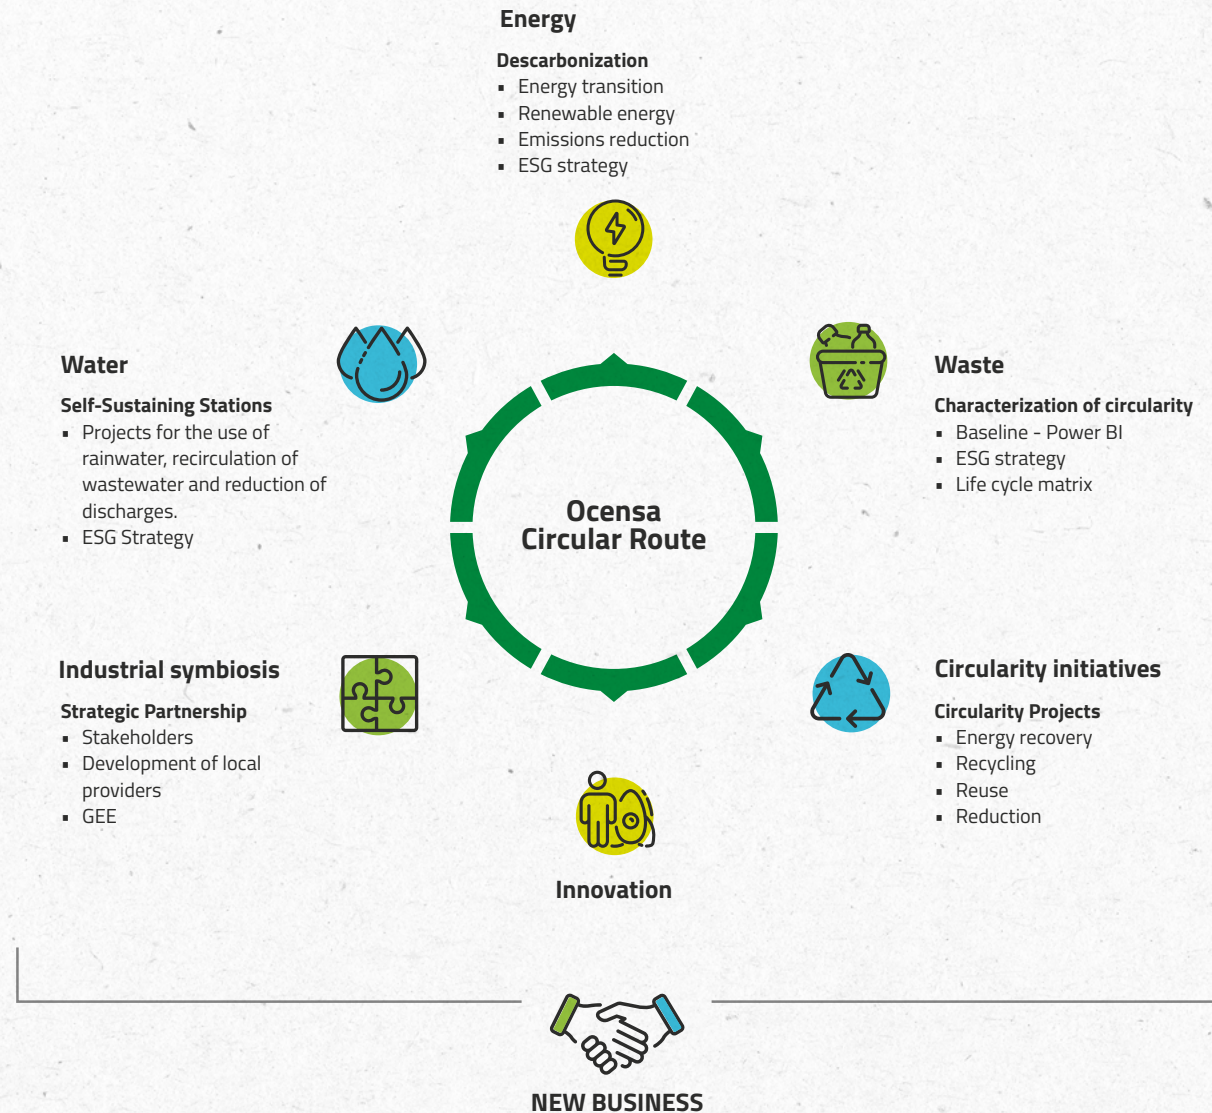 Energy
Descarbonization
▪ Energy transition
▪ Renewable energy
▪ Emissions reduction
▪ ESG strategy
Water
Self-Sustaining Stations
▪ Projects for the use of
rainwater, recirculation of
wastewater and reduction of
discharges.
▪ ESG Strategy
Waste
Characterization of circularity
▪ Baseline - Power BI
▪ ESG strategy
▪ Life cycle matrix
Ocensa
Circular Route
Industrial symbiosis
Strategic Partnership
▪ Stakeholders
▪ Development of local
providers
▪ GEE
Circularity initiatives
Circularity Projects
▪ Energy recovery
▪ Recycling
▪ Reuse
▪ Reduction
Innovation
NEW BUSINESS